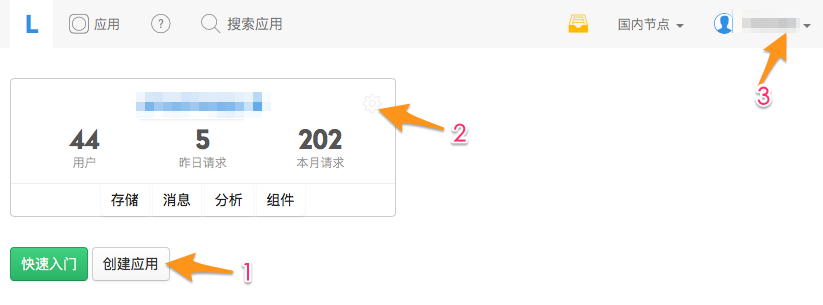 L 应用 ? 搜索应用 国内节点
3
2
44 5 202
用户 昨日请求 本月请求
存储 消息 分析 组件
快速入门 创建应用 1